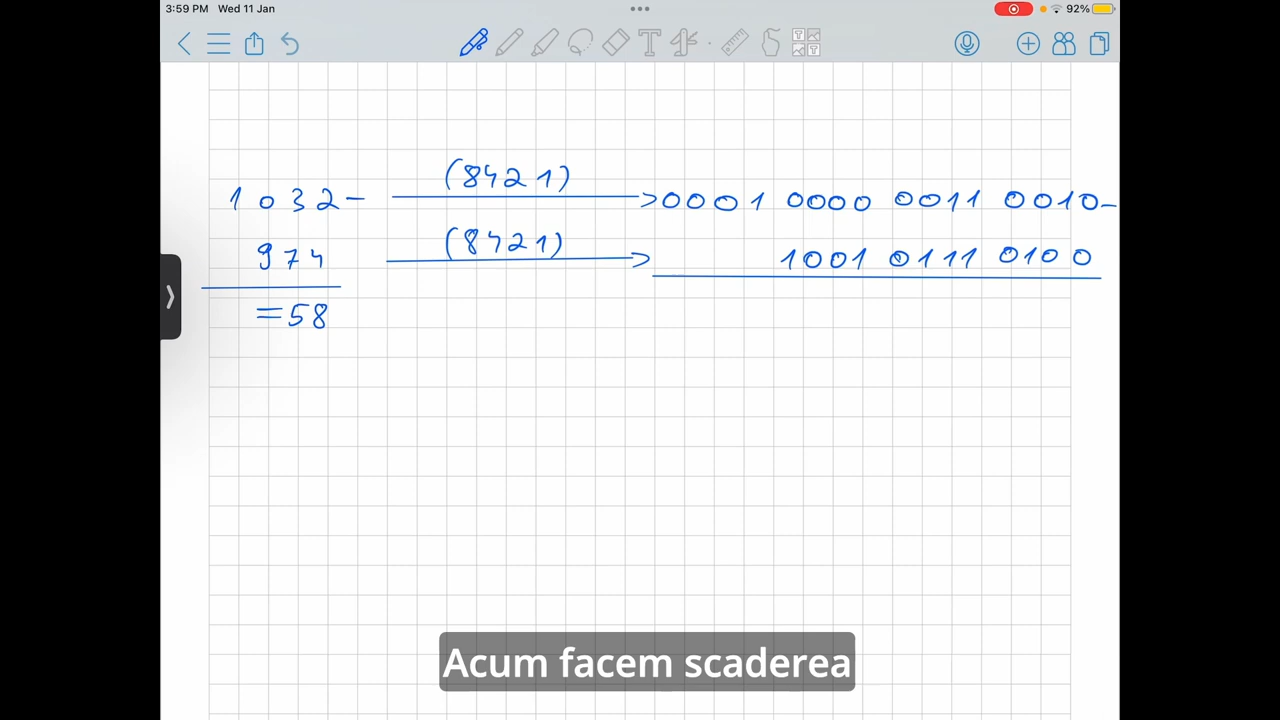 3:59 PM Wed 11 Jan 92%
1032- (8421) 0001 0000 0011 0010-
974 (8421) 1001 0111 0100
=58
Acum facem scaderea